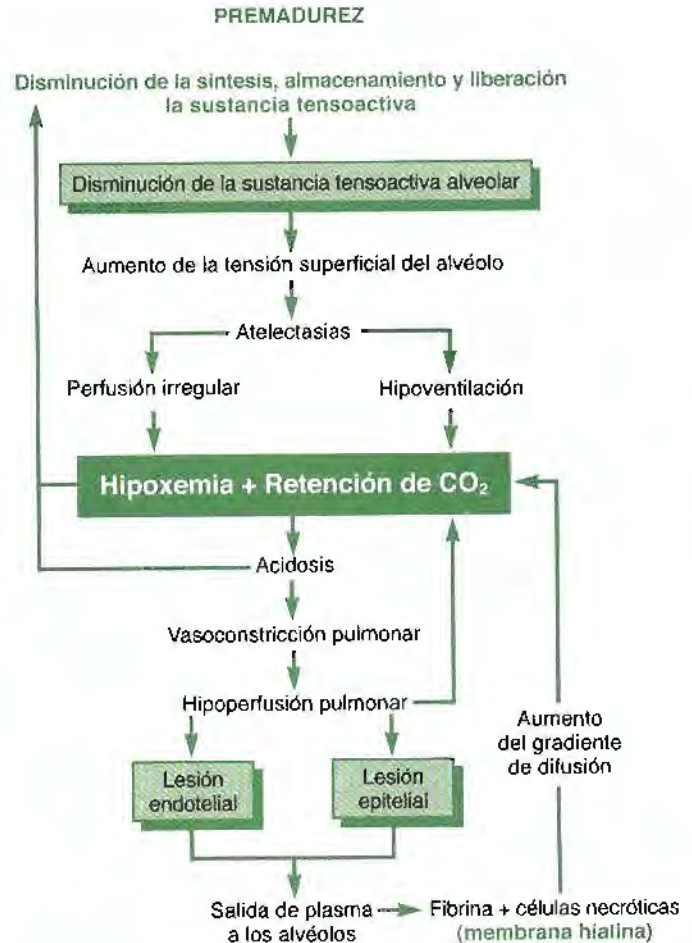 PREMADUREZ
Disminución de la síntesis, almacenamiento y liberación
la sustancia tensoactiva
Disminución de la sustancia tensoactiva alveolar
Aumento de la tensión superficial del alvéolo
Atelectasias
Perfusión irregular
Hipoventilación
Hipoxemia + Retención de CO₂
Acidosis
Vasoconstricción pulmonar
Hipoperfusión pulmonar
Aumento
del gradiente
de difusión
Lesión
endotelial
Lesión
epitelial
Salida de plasma
a los alvéolos
Fibrina + células necróticas
(membrana hialina)